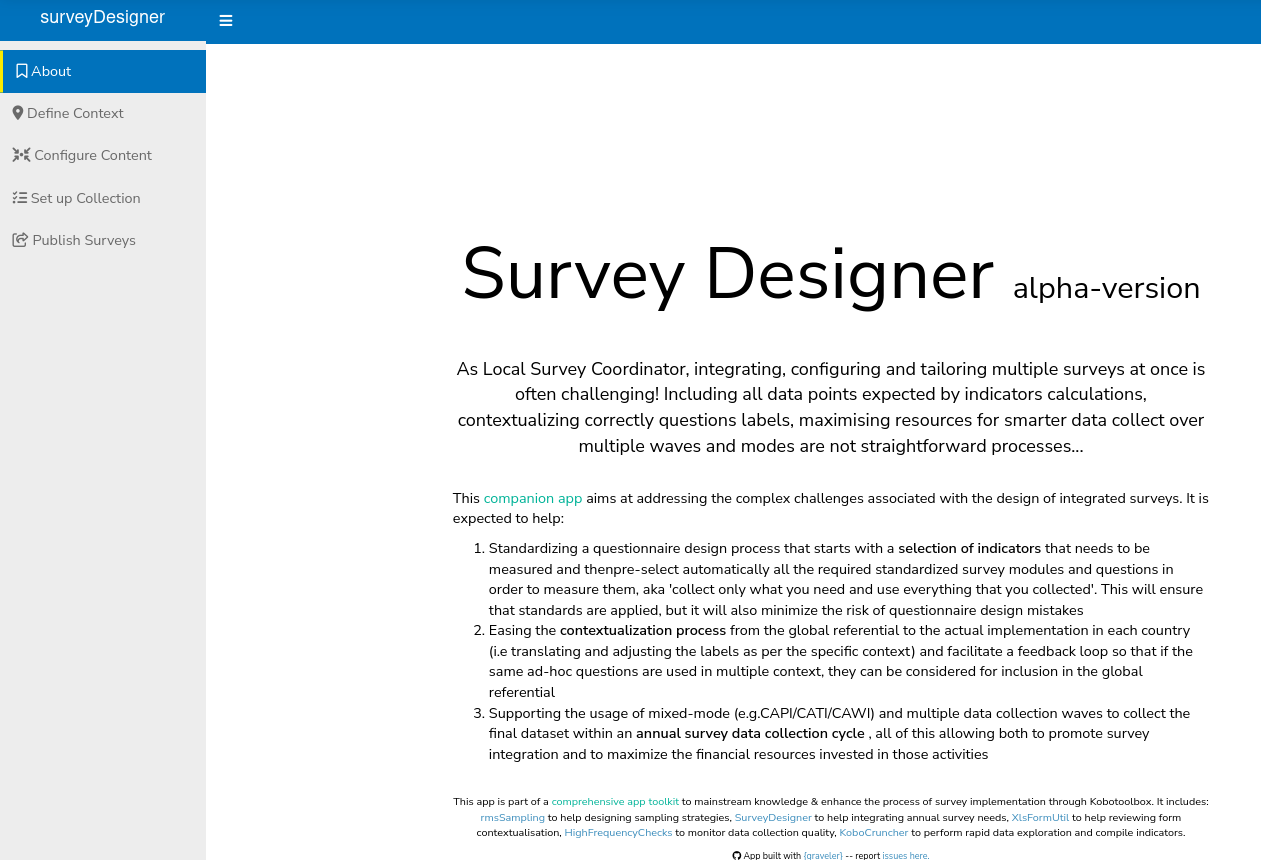 surveyDesigner
About
Define Context
Configure Content
Set up Collection
Publish Surveys
Survey Designer alpha-version
As Local Survey Coordinator, integrating, configuring and tailoring multiple surveys at once is
often challenging! Including all data points expected by indicators calculations,
contextualizing correctly questions labels, maximising resources for smarter data collect over
multiple waves and modes are not straightforward processes...
This companion app aims at addressing the complex challenges associated with the design of integrated surveys. It is
expected to help:
1. Standardizing a questionnaire design process that starts with a selection of indicators that needs to be
measured and thenpre-select automatically all the required standardized survey modules and questions in
order to measure them, aka 'collect only what you need and use everything that you collected'. This will ensure
that standards are applied, but it will also minimize the risk of questionnaire design mistakes
2. Easing the contextualization process from the global referential to the actual implementation in each country
(i.e translating and adjusting the labels as per the specific context) and facilitate a feedback loop so that if the
same ad-hoc questions are used in multiple context, they can be considered for inclusion in the global
referential
3. Supporting the usage of mixed-mode (e.g.CAPI/CATI/CAWI) and multiple data collection waves to collect the
final dataset within an annual survey data collection cycle , all of this allowing both to promote survey
integration and to maximize the financial resources invested in those activities
This app is part of a comprehensive app toolkit to mainstream knowledge & enhance the process of survey implementation through Kobotoolbox. It includes:
rmsSampling to help designing sampling strategies, SurveyDesigner to help integrating annual survey needs, XlsFormUtil to help reviewing form
contextualisation, HighFrequencyChecks to monitor data collection quality, KoboCruncher to perform rapid data exploration and compile indicators.
App built with {graveler} -- report issues here.